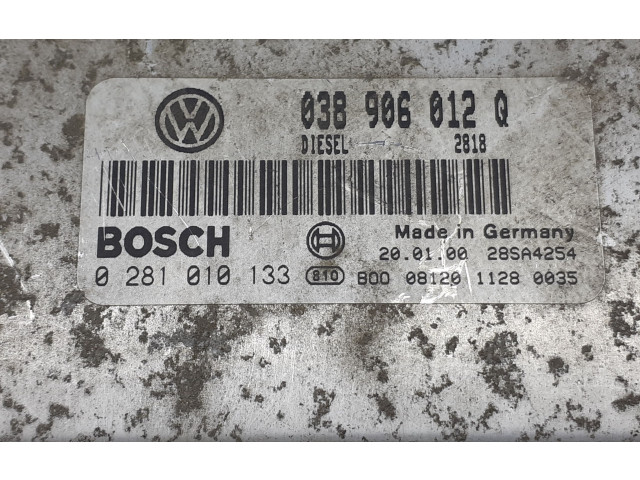 038 906 012 Q
DIESEL 2818
BOSCH
Made in Germany
20.01.00 28SA4254
0 281 010 133 810 B00 08120 1128 0035